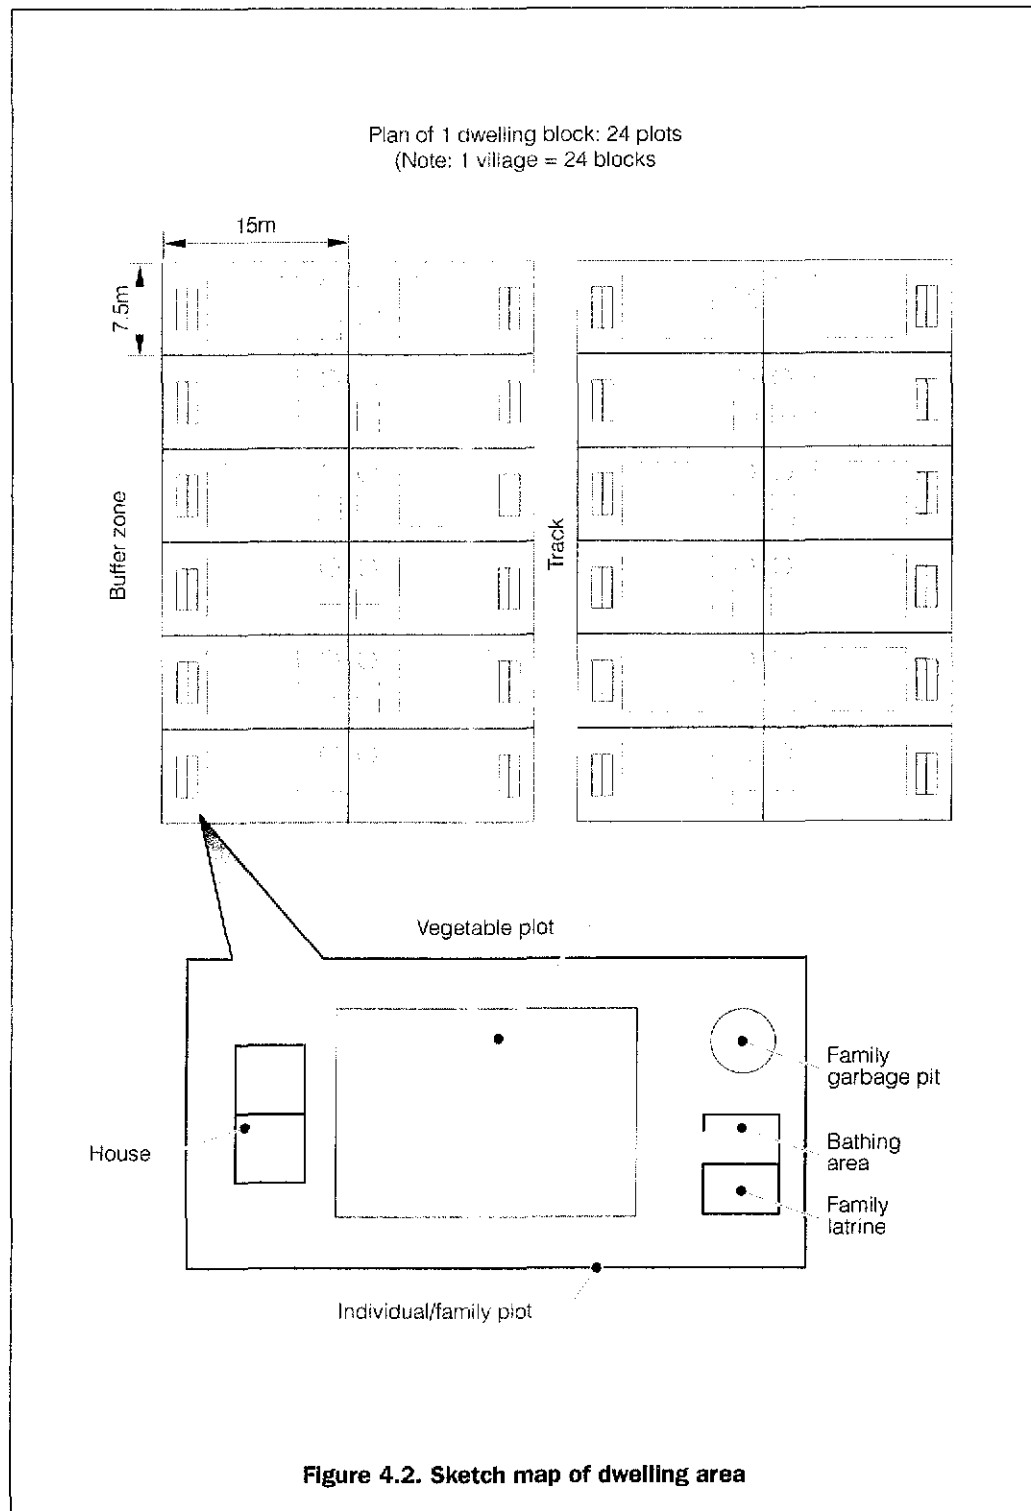 Plan of 1 dwelling block: 24 plots
(Note: 1 village = 24 blocks
15m
7.5m
Buffer zone
Track
Vegetable plot
Family
garbage pit
House
Bathing
area
Family
latrine
Individual/family plot
Figure 4.2. Sketch map of dwelling area